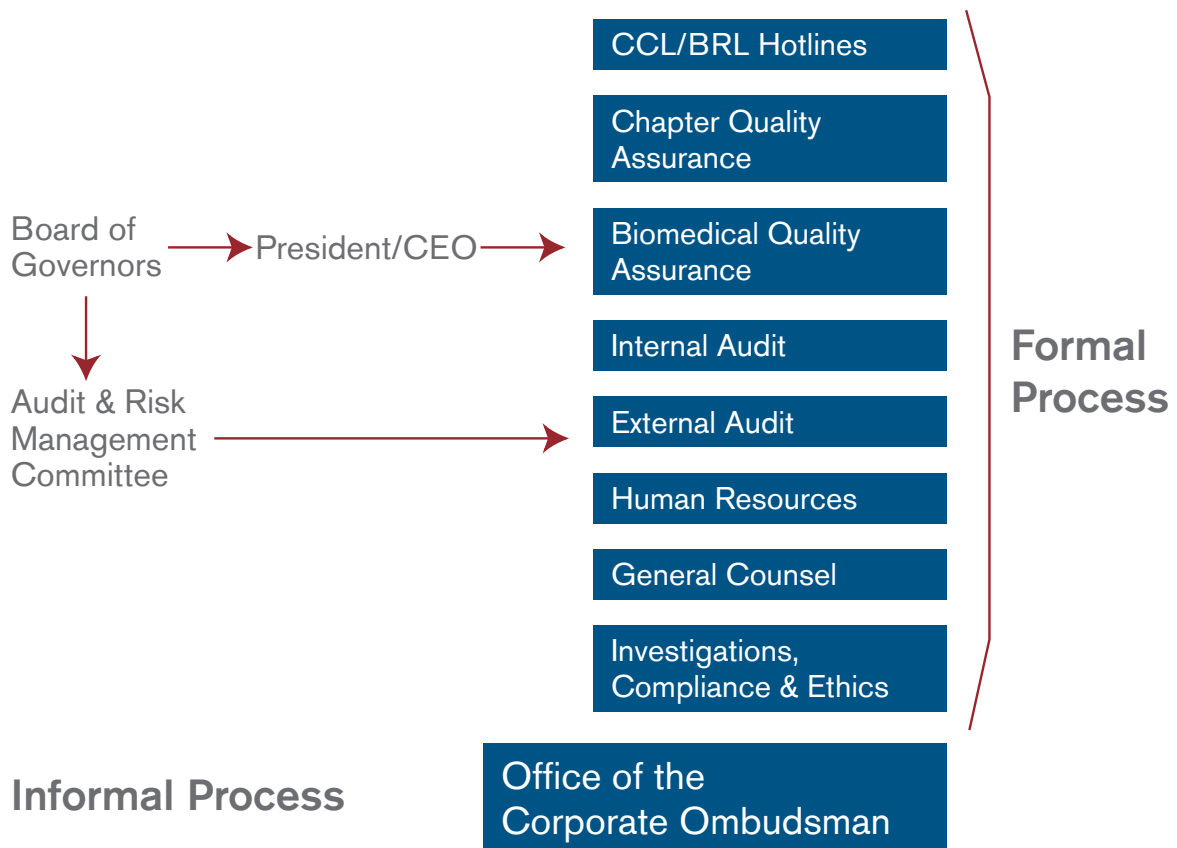 CCL/BRL Hotlines
Chapter Quality
Assurance
Board of
Governors
President/CEO
Biomedical Quality
Assurance
Internal Audit
Formal
Process
Audit & Risk
Management
Committee
External Audit
Human Resources
General Counsel
Investigations,
Compliance & Ethics
Informal Process
Office of the
Corporate Ombudsman